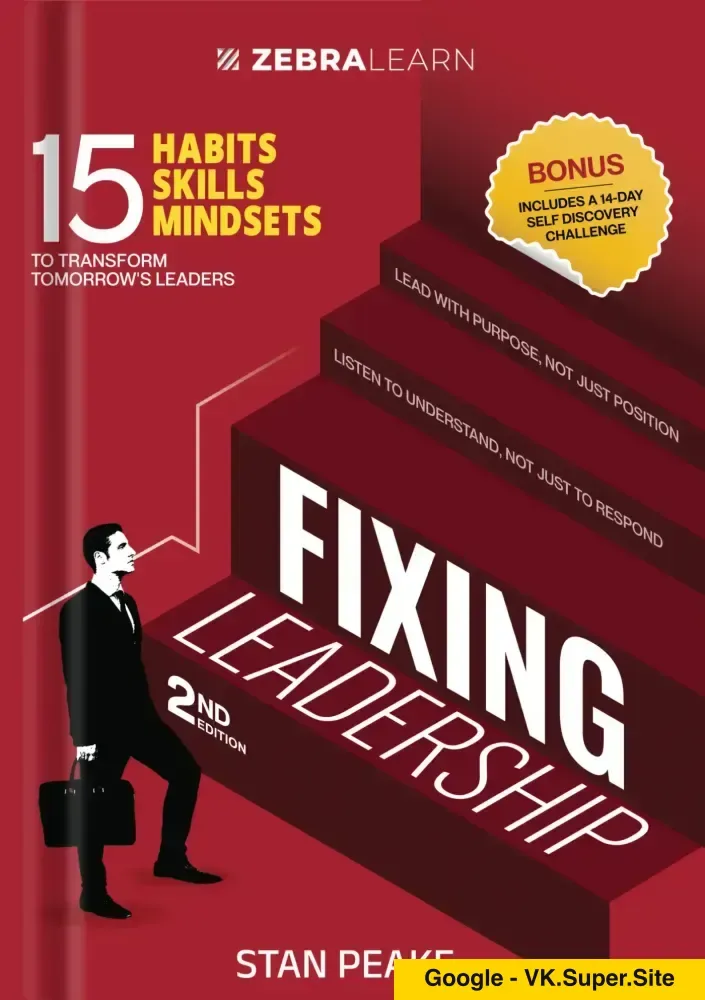 ZEBRALEARN
15 HABITS
SKILLS
MINDSETS
TO TRANSFORM
TOMORROW'S LEADERS
BONUS
INCLUDES A 14-DAY
SELF DISCOVERY
CHALLENGE
LEAD WITH PURPOSE, NOT JUST POSITION
LISTEN TO UNDERSTAND, NOT JUST TO RESPOND
FIXING
LEADERSHIP
2ND
EDITION
STAN PEAKE
Google - VK.Super.Site